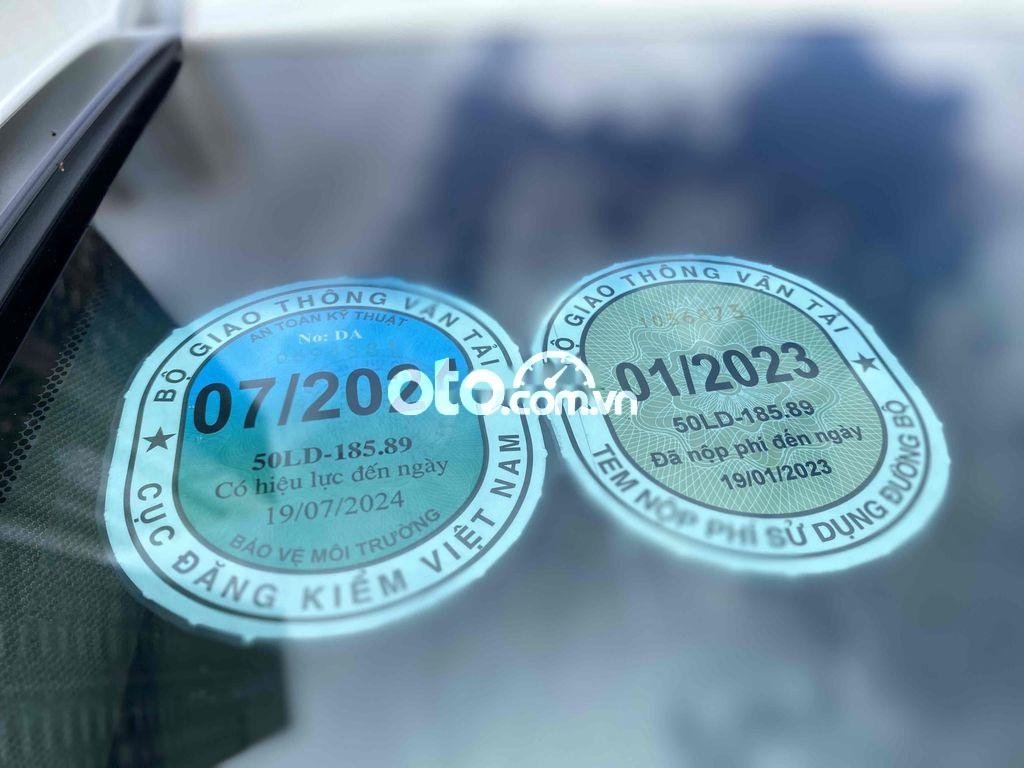 BỘ GIAO THÔNG VẬN TẢI
AN TOÀN KỸ THUẬT
No: DA
07/202
50LD-185.89
Có hiệu lực đến ngày
19/07/2024
BẢO VỆ MÔI TRƯỜNG
CỤC ĐĂNG KIỂM VIỆT NAM
oto.com.vn
BỘ GIAO THÔNG VẬN TẢI
01/2023
50LD-185.89
Đã nộp phí đến ngày
19/01/2023
TEM NỘP PHÍ SỬ DỤNG ĐƯỜNG BỘ